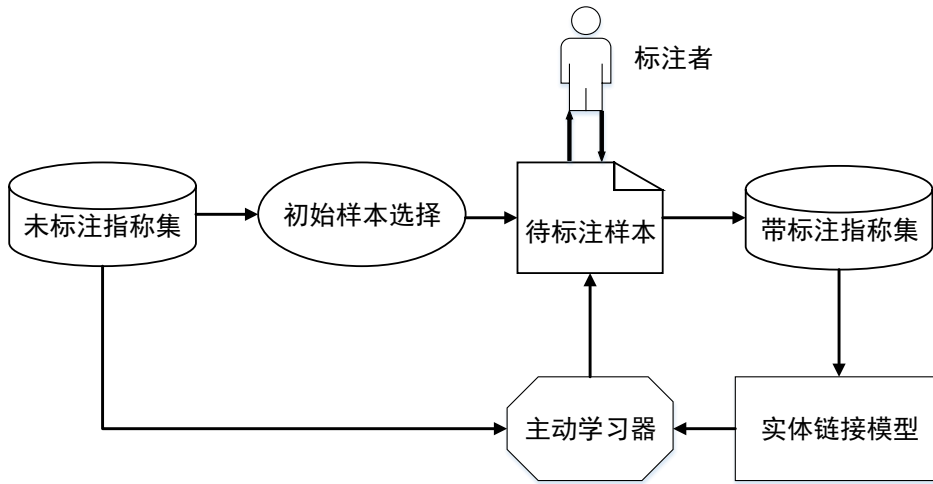 标注者
未标注指称集
初始样本选择
待标注样本
带标注指称集
主动学习器
实体链接模型